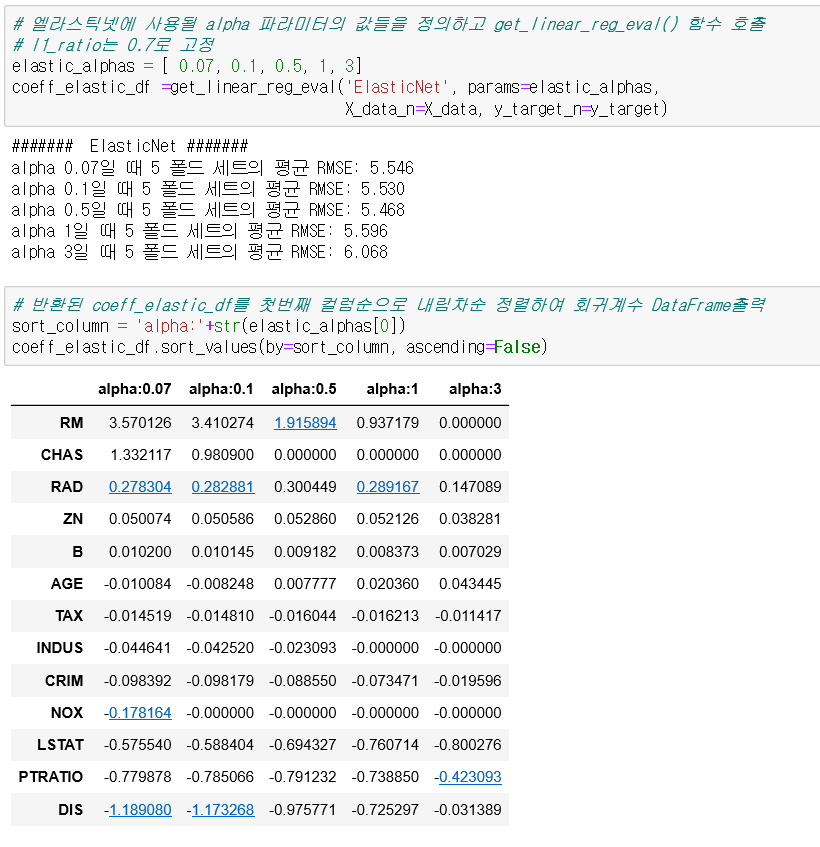 # 엘라스틱넷에 사용될 alpha 파라미터의 값들을 정의하고 get_linear_reg_eval() 함수 호출
# l1_ratio는 0.7로 고정
elastic_alphas = [ 0.07, 0.1, 0.5, 1, 3]
coeff_elastic_df =get_linear_reg_eval('ElasticNet', params=elastic_alphas,
X_data_n=X_data, y_target_n=y_target)
####### ElasticNet #######
alpha 0.07일 때 5 폴드 세트의 평균 RMSE: 5.546
alpha 0.1일 때 5 폴드 세트의 평균 RMSE: 5.530
alpha 0.5일 때 5 폴드 세트의 평균 RMSE: 5.468
alpha 1일 때 5 폴드 세트의 평균 RMSE: 5.596
alpha 3일 때 5 폴드 세트의 평균 RMSE: 6.068
# 반환된 coeff_elastic_df를 첫번째 컬럼순으로 내림차순 정렬하여 회귀계수 DataFrame출력
sort_column = 'alpha:'+str(elastic_alphas[0])
coeff_elastic_df.sort_values(by=sort_column, ascending=False)
alpha:0.07 alpha:0.1 alpha:0.5 alpha:1 alpha:3
RM 3.570126 3.410274 1.915894 0.937179 0.000000
CHAS 1.332117 0.980900 0.000000 0.000000 0.000000
RAD 0.278304 0.282881 0.300449 0.289167 0.147089
ZN 0.050074 0.050586 0.052860 0.052126 0.038281
B 0.010200 0.010145 0.009182 0.008373 0.007029
AGE -0.010084 -0.008248 0.007777 0.020360 0.043445
TAX -0.014519 -0.014810 -0.016044 -0.016213 -0.011417
INDUS -0.044641 -0.042520 -0.023093 -0.000000 -0.000000
CRIM -0.098392 -0.098179 -0.088550 -0.073471 -0.019596
NOX -0.178164 -0.000000 -0.000000 -0.000000 -0.000000
LSTAT -0.575540 -0.588404 -0.694327 -0.760714 -0.800276
PTRATIO -0.779878 -0.785066 -0.791232 -0.738850 -0.423093
DIS -1.189080 -1.173268 -0.975771 -0.725297 -0.031389